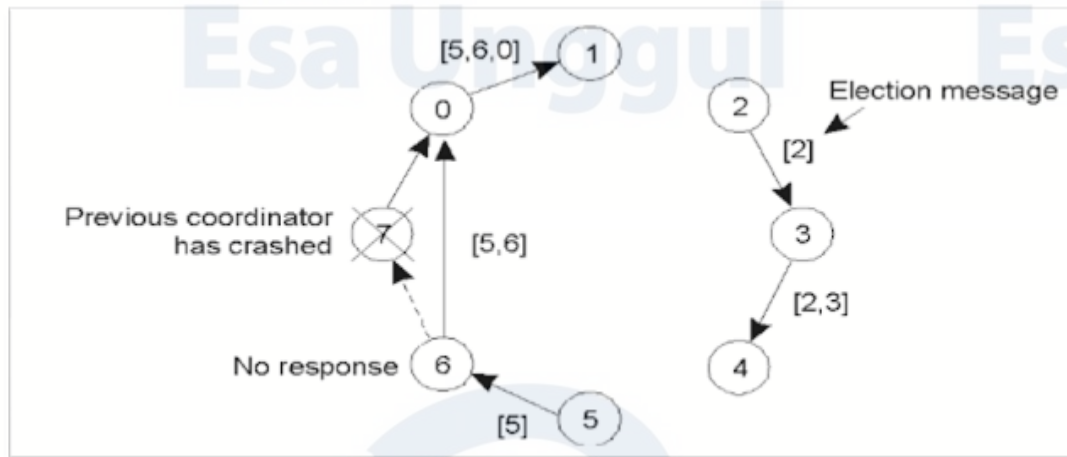 Esa Unggul
Es
[5,6,0]
1
0
2
Election message
[2]
Previous coordinator
has crashed
7
[5,6]
3
[2,3]
No response
6
4
[5]
5